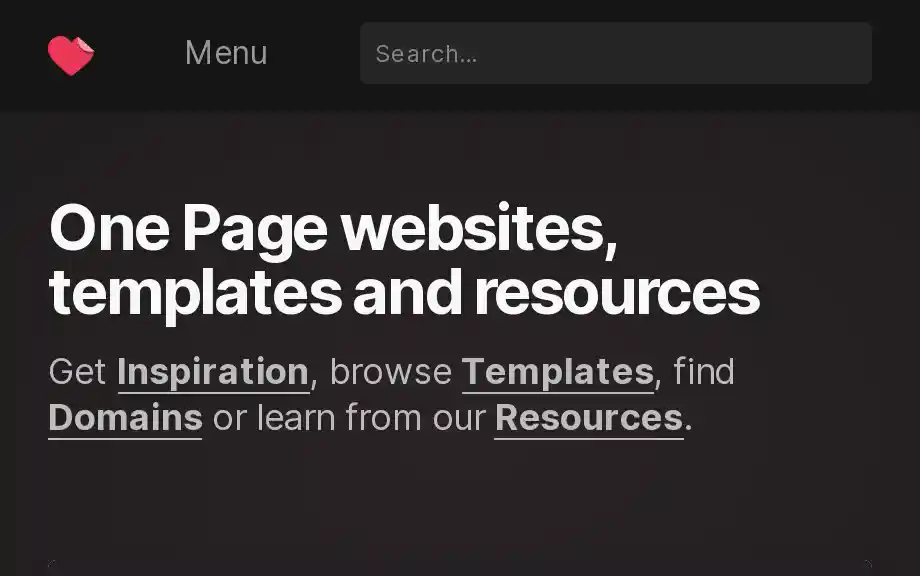 Menu
Search...
One Page websites,
templates and resources
Get Inspiration, browse Templates, find
Domains or learn from our Resources.